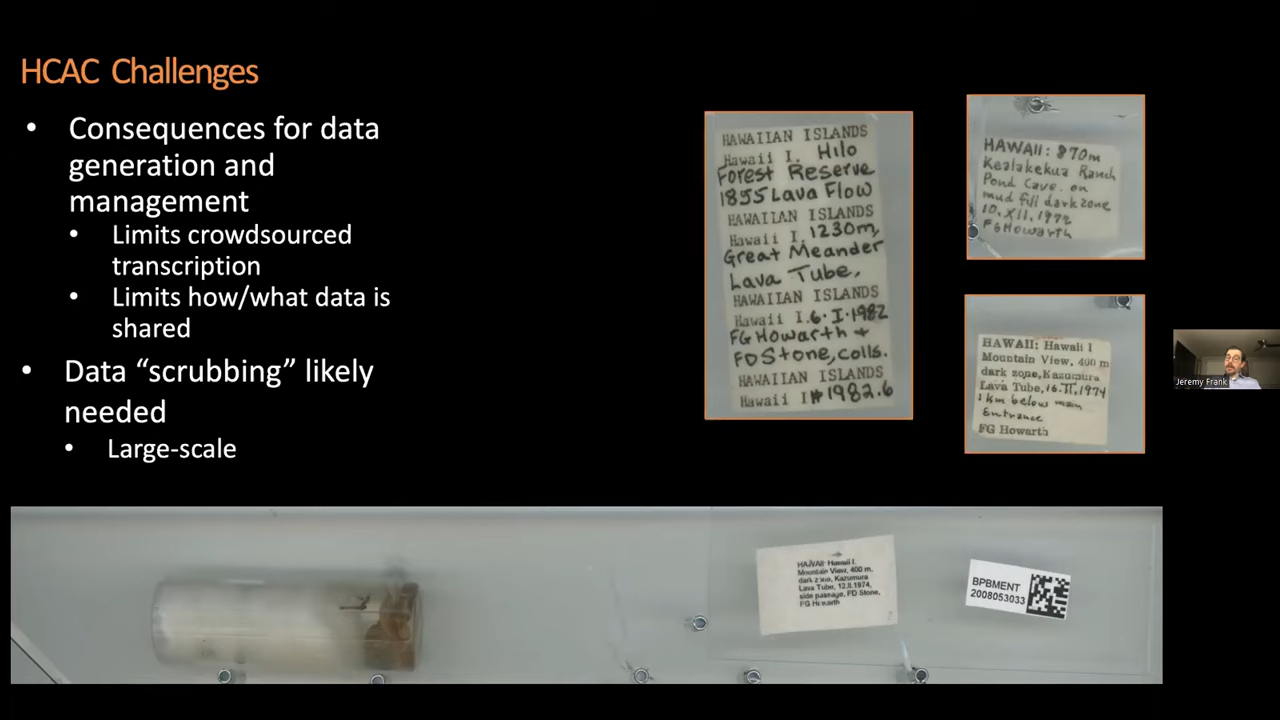 HCAC Challenges
• Consequences for data
generation and
management
• Limits crowdsourced
transcription
• Limits how/what data is
shared
• Data “scrubbing” likely
needed
• Large-scale
HAWAIIAN ISLANDS
Hawaii I. Hilo
Forest Reserve
1855 Lava Flow
HAWAIIAN ISLANDS
Hawaii I. 1230m,
Great Meander
Lava Tube,
HAWAIIAN ISLANDS
Hawaii I. 6·I·1982
FG Howarth +
FD Stone, colls.
HAWAIIAN ISLANDS
Hawaii I #1982.6
HAWAII: 870m
Kealakekua Ranch
Pond Cave. on
mud fill dark zone
10.XII.1972
FG Howarth
HAWAII: Hawaii I
Mountain View, 400 m
dark zone, Kazumura
Lava Tube, 16.II.1974
1 km below main
Entrance
FG Howarth
Jeremy Frank
HAWAII: Hawaii I.
Mountain View, 400 m.
dark zone, Kazumura
Lava Tube, 12.II.1974,
side passage, FD Stone,
FG Howarth
BPBMENT
2008053033